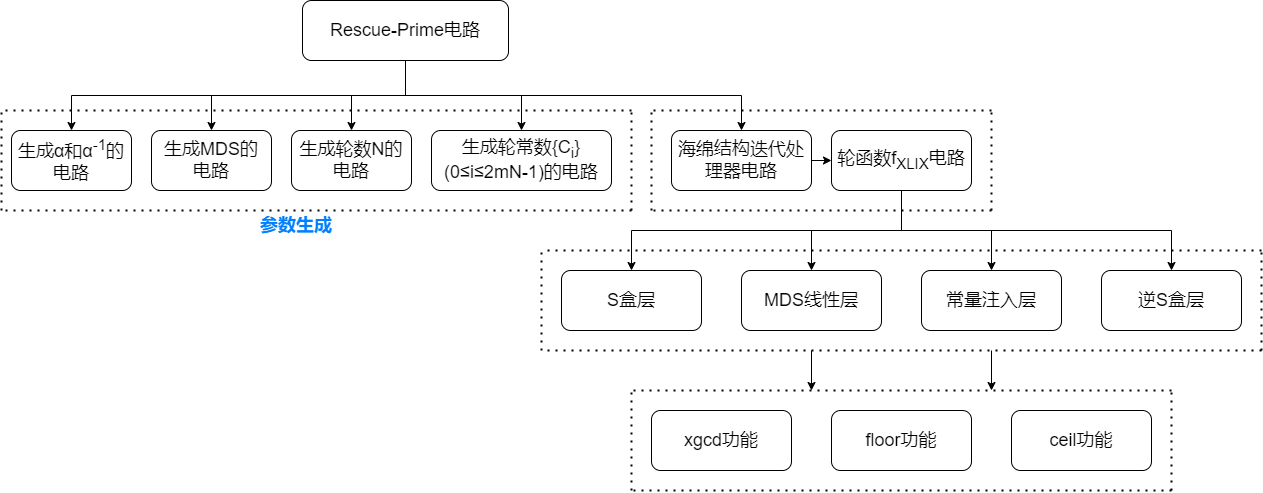 Rescue-Prime电路
生成α和α⁻¹的
电路
生成MDS的
电路
生成轮数N的
电路
生成轮常数{Cᵢ}
(0≤i≤2mN-1)的电路
海绵结构迭代处
理器电路
轮函数f_XLIX电路
参数生成
S盒层
MDS线性层
常量注入层
逆S盒层
xgcd功能
floor功能
ceil功能